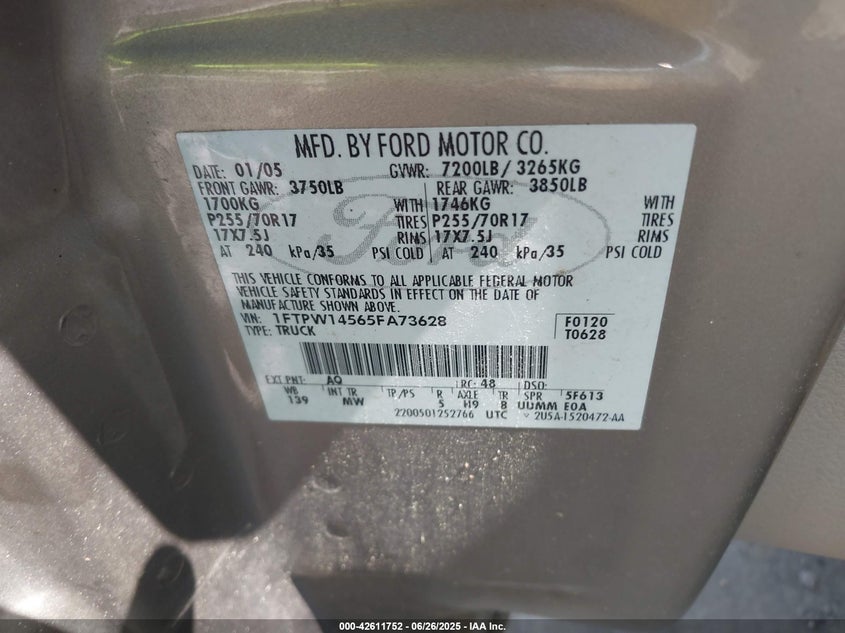 MFD. BY FORD MOTOR CO.
DATE: 01/05 GVWR: 7200LB/ 3265KG
FRONT GAWR: 3750LB REAR GAWR: 3850LB
1700KG WITH 1746KG WITH
P255/70R17 TIRES P255/70R17 TIRES
17X7.5J RIMS 17X7.5J RIMS
AT 240 kPa/35 PSI COLD AT 240 kPa/35 PSI COLD
Ford
THIS VEHICLE CONFORMS TO ALL APPLICABLE FEDERAL MOTOR
VEHICLE SAFETY STANDARDS IN EFFECT ON THE DATE OF
MANUFACTURE SHOWN ABOVE.
VIN: 1FTPW14565FA73628 F0120
TYPE: TRUCK T0628
EXT PNT: AQ RC: 48 DSO:
WB INT TR TP/PS R AXLE TR SPR 5F613
139 MW 5 H9 B UUMM E0A
2200501252766 UTC 2U5A-1520472-AA
000-42611752 | 06/26/2025 - IAA Inc.